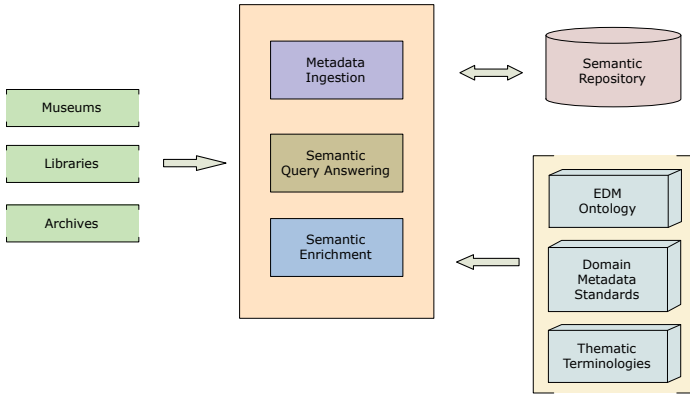 Museums
Libraries
Archives
Metadata
Ingestion
Semantic
Query Answering
Semantic
Enrichment
Semantic
Repository
EDM
Ontology
Domain
Metadata
Standards
Thematic
Terminologies